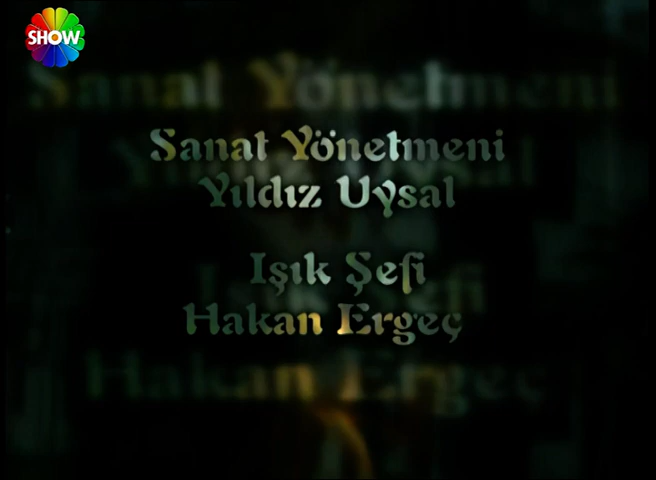 SHOW
Sanat Yönetmeni
Yıldız Uysal
Işık Şefi
Hakan Ergeç